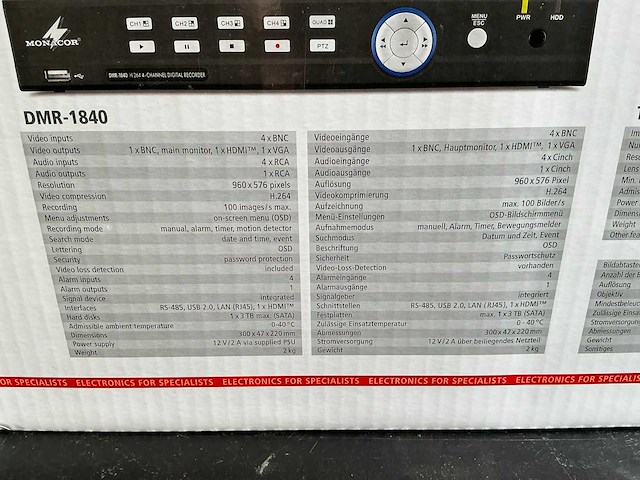 MONACOR
CH1 CH2 CH3 CH4 QUAD
PTZ
MENU/
ESC
PWR HDD
DMR-1840 H.264 4-CHANNEL DIGITAL RECORDER
DMR-1840
Video inputs 4 x BNC
Video outputs 1 x BNC, main monitor, 1 x HDMI™, 1 x VGA
Audio inputs 4 x RCA
Audio outputs 1 x RCA
Resolution 960 x 576 pixels
Video compression H.264
Recording 100 images/s max.
Menu adjustments on-screen menu (OSD)
Recording mode manual, alarm, timer, motion detector
Search mode date and time, event
Lettering OSD
Security password protection
Video loss detection included
Alarm inputs 4
Alarm outputs 1
Signal device integrated
Interfaces RS-485, USB 2.0, LAN (RJ45), 1 x HDMI™
Hard disks 1 x 3 TB max. (SATA)
Admissible ambient temperature 0-40 °C
Dimensions 300 x 47 x 220 mm
Power supply 12 V/2 A via supplied PSU
Weight 2 kg
Videoeingänge 4 x BNC
Videoausgänge 1 x BNC, Hauptmonitor, 1 x HDMI™, 1 x VGA
Audioeingänge 4 x Cinch
Audioausgänge 1 x Cinch
Auflösung 960 x 576 Pixel
Videokomprimierung H.264
Aufzeichnung max. 100 Bilder/s
Menü-Einstellungen OSD-Bildschirmmenü
Aufnahmemodus manuell, Alarm, Timer, Bewegungsmelder
Suchmodus Datum und Zeit, Event
Beschriftung OSD
Sicherheit Passwortschutz
Video-Loss-Detection vorhanden
Alarmeingänge 4
Alarmausgänge 1
Signalgeber integriert
Schnittstellen RS-485, USB 2.0, LAN (RJ45), 1 x HDMI™
Festplatten max. 1 x 3 TB (SATA)
Zulässige Einsatztemperatur 0-40 °C
Abmessungen 300 x 47 x 220 mm
Stromversorgung 12 V/2 A über beiliegendes Netzteil
Gewicht 2 kg
Resolution
Lens
Min.
Power
Weight
Auflösung
Objektiv
Stromversorgung
Abmessungen
Gewicht
Sonstiges
OR SPECIALISTS ELECTRONICS FOR SPECIALISTS ELECTRONICS FOR SPECIALISTS ELECTRONICS FOR SPECIALISTS ELECTRONICS FOR SPECIALISTS